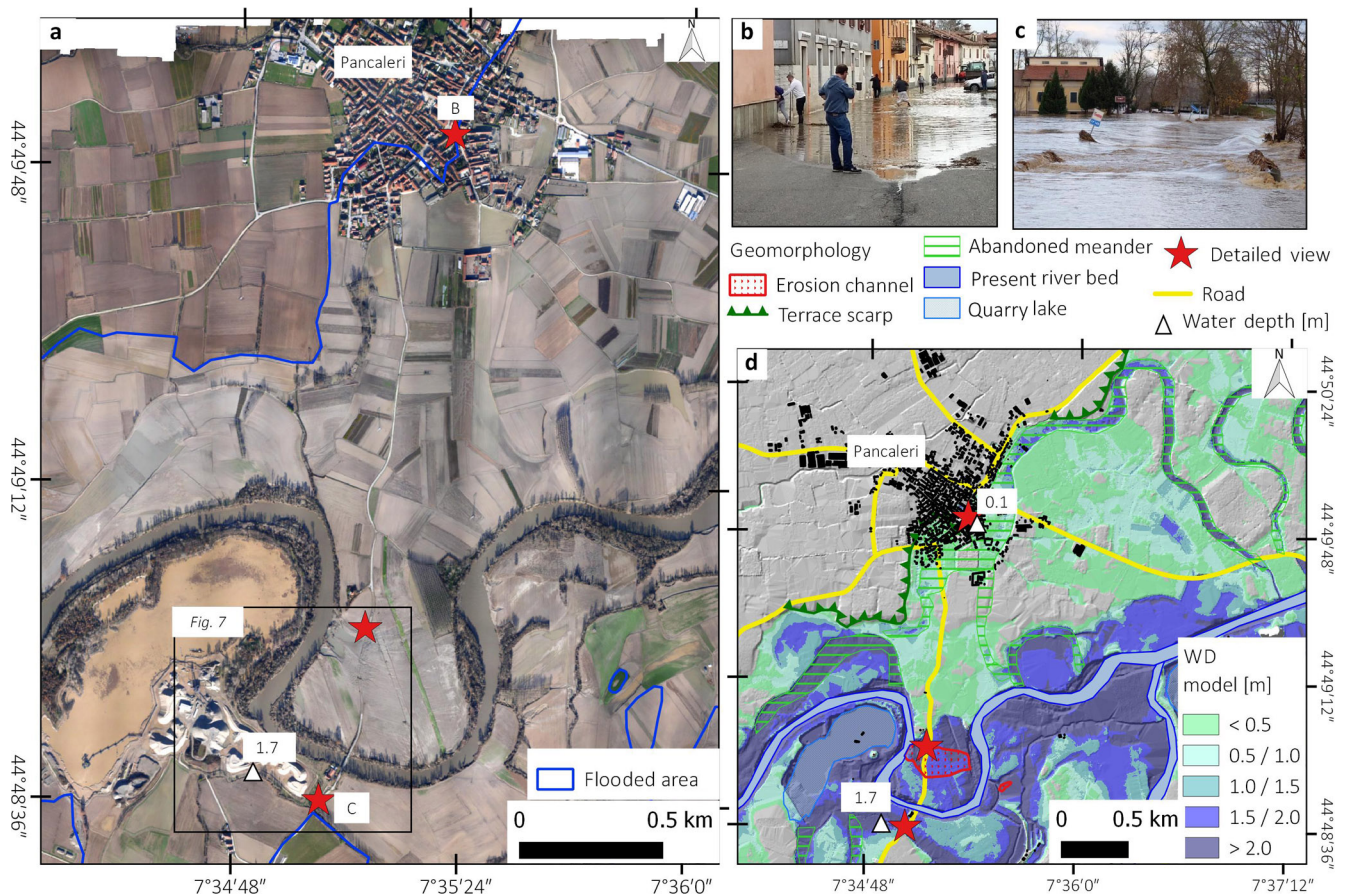 a
N
Pancaleri
B
44°49'48"
44°49'12"
44°48'36"
Fig. 7
1.7
C
Flooded area
0
0.5 km
7°34'48"
7°35'24"
7°36'0"
b
c
Geomorphology
Erosion channel
Terrace scarp
Abandoned meander
Present river bed
Quarry lake
Detailed view
Road
Water depth [m]
d
N
Pancaleri
0.1
1.7
44°50'24"
44°49'48"
44°49'12"
44°48'36"
WD
model [m]
< 0.5
0.5 / 1.0
1.0 / 1.5
1.5 / 2.0
> 2.0
0
0.5 km
7°34'48"
7°36'0"
7°37'12"